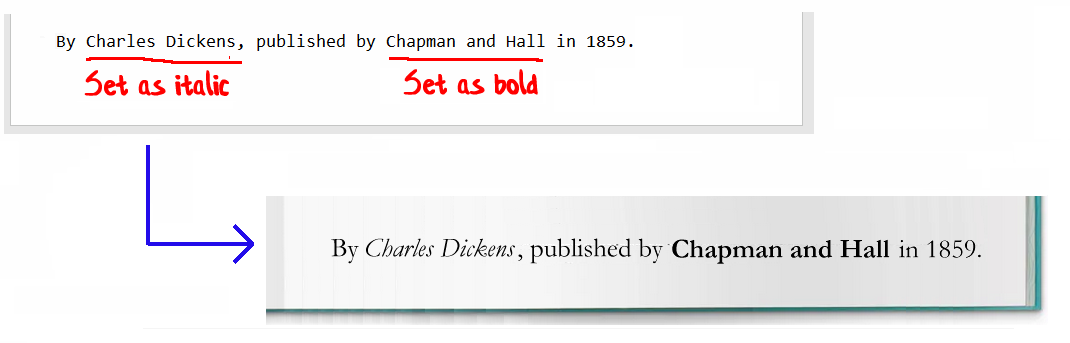 By Charles Dickens, published by Chapman and Hall in 1859.
Set as italic Set as bold
By Charles Dickens, published by Chapman and Hall in 1859.